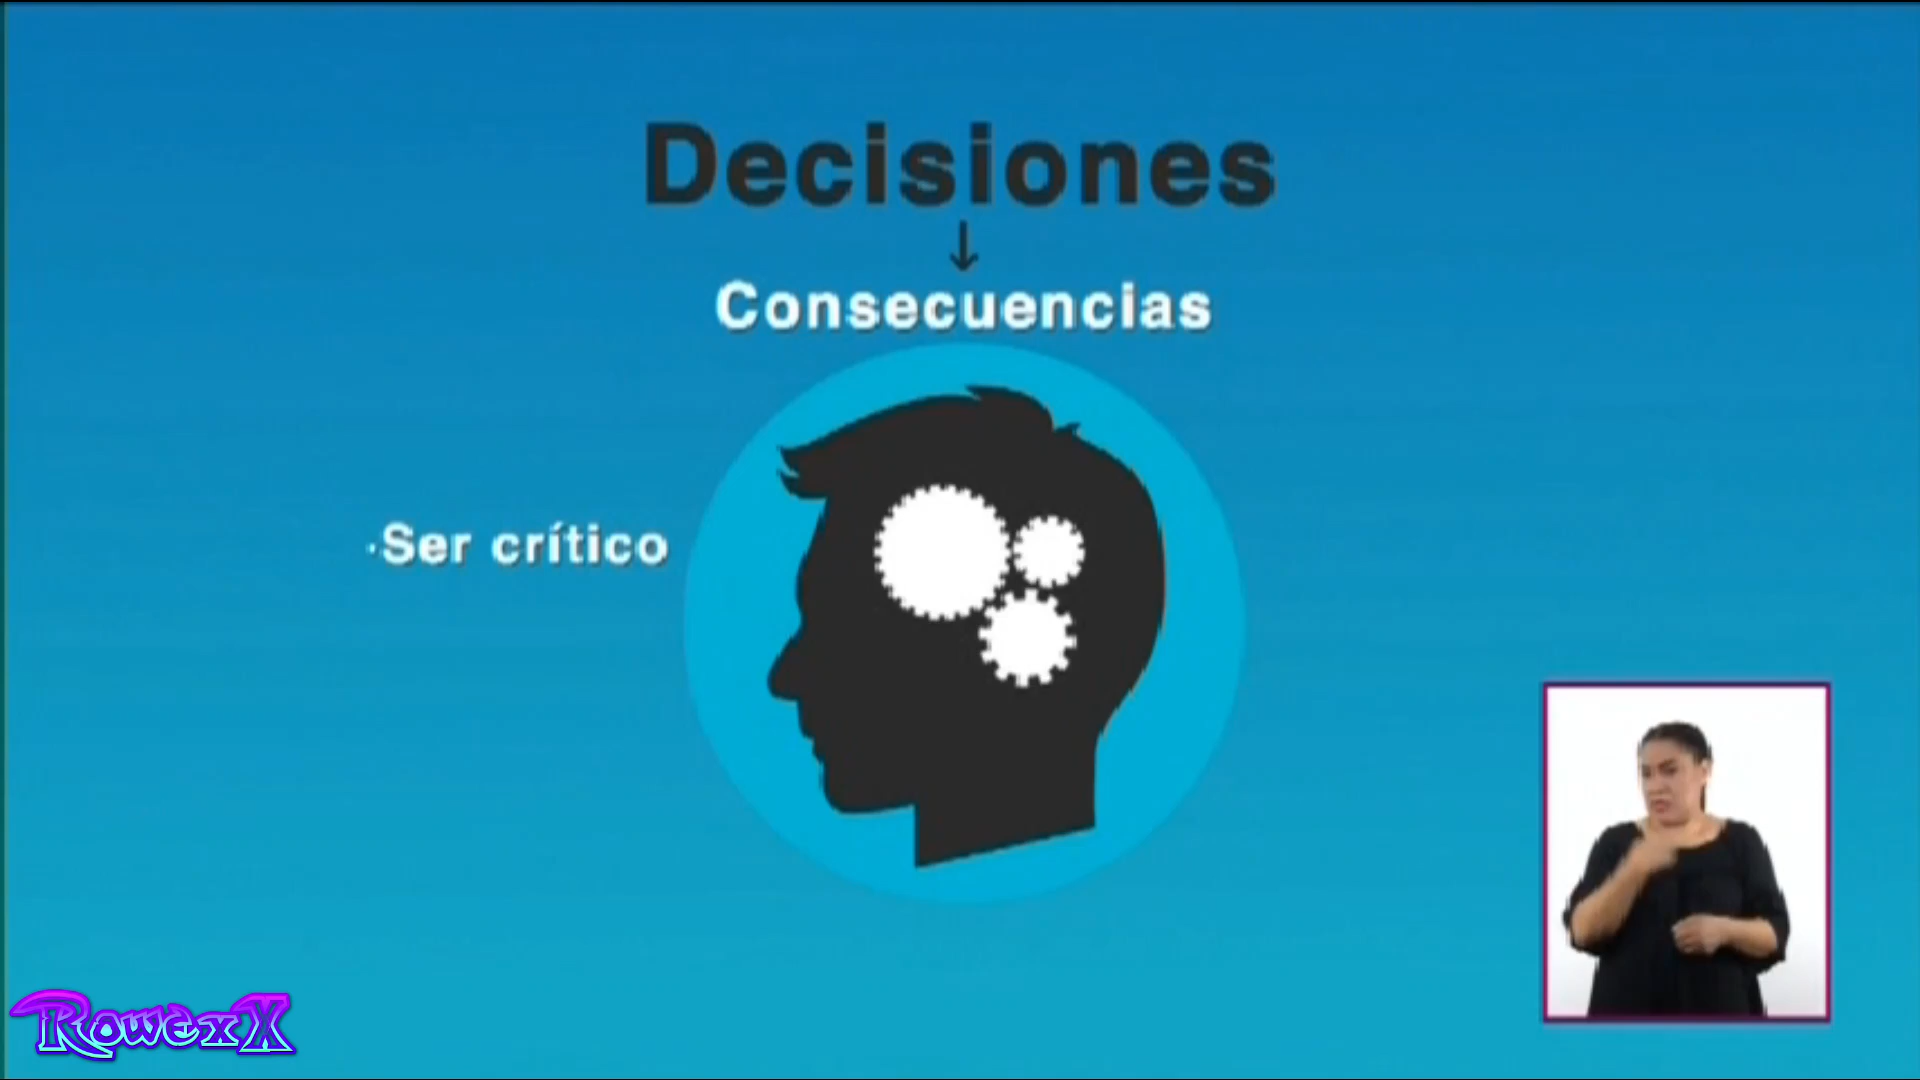 Decisiones
↓
Consecuencias
·Ser crítico
RowexX